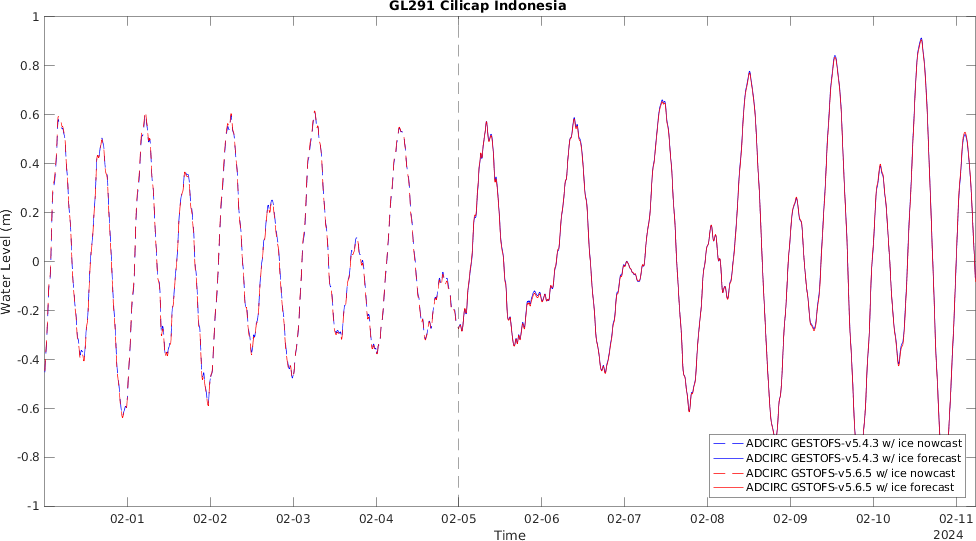 GL291 Cilicap Indonesia
1
0.8
0.6
0.4
0.2
0
-0.2
-0.4
-0.6
-0.8
-1
Water Level (m)
ADCIRC GESTOFS-v5.4.3 w/ ice nowcast
ADCIRC GESTOFS-v5.4.3 w/ ice forecast
ADCIRC GSTOFS-v5.6.5 w/ ice nowcast
ADCIRC GSTOFS-v5.6.5 w/ ice forecast
02-01 02-02 02-03 02-04 02-05 02-06 02-07 02-08 02-09 02-10 02-11
Time
2024